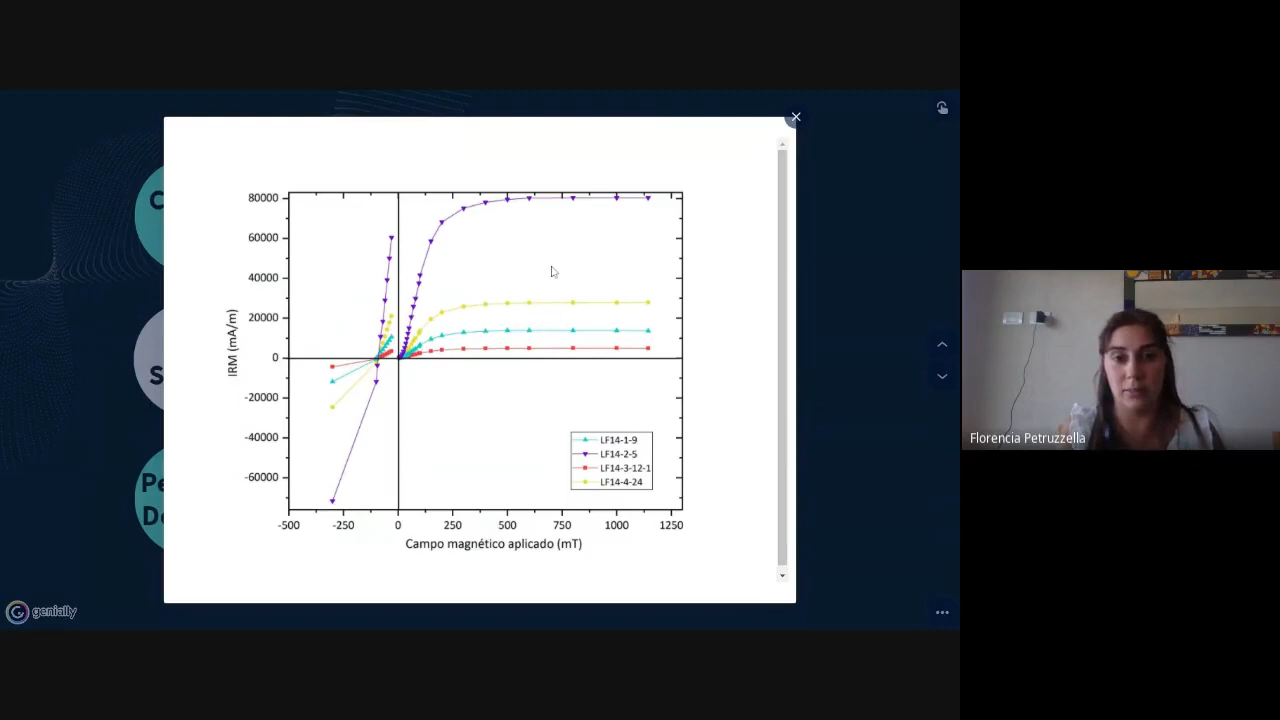 C
S
Pe
De
80000
60000
40000
20000
0
-20000
-40000
-60000
IRM (mA/m)
-500 -250 0 250 500 750 1000 1250
Campo magnético aplicado (mT)
LF14-1-9
LF14-2-5
LF14-3-12-1
LF14-4-24
genially
Florencia Petruzzella